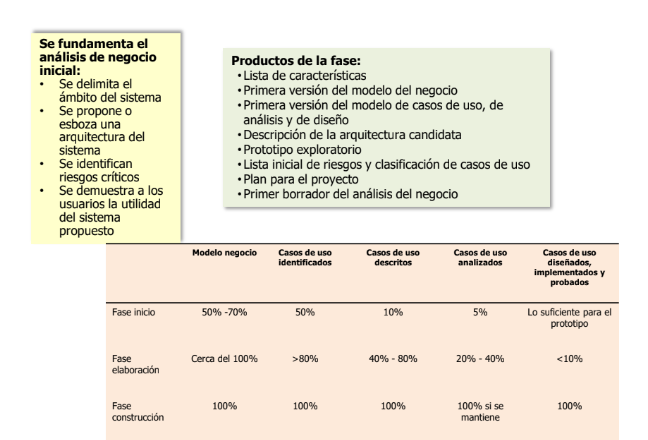 Se fundamenta el
análisis de negocio
inicial:
• Se delimita el
ámbito del sistema
• Se propone o
esboza una
arquitectura del
sistema
• Se identifican
riesgos críticos
• Se demuestra a los
usuarios la utilidad
del sistema
propuesto
Productos de la fase:
• Lista de características
• Primera versión del modelo del negocio
• Primera versión del modelo de casos de uso, de
análisis y de diseño
• Descripción de la arquitectura candidata
• Prototipo exploratorio
• Lista inicial de riesgos y clasificación de casos de uso
• Plan para el proyecto
• Primer borrador del análisis del negocio
Modelo negocio Casos de uso Casos de uso Casos de uso Casos de uso
identificados descritos analizados diseñados,
implementados y
probados
Fase inicio 50% -70% 50% 10% 5% Lo suficiente para el
prototipo
Fase Cerca del 100% >80% 40% - 80% 20% - 40% <10%
elaboración
Fase 100% 100% 100% 100% si se 100%
construcción mantiene